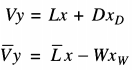 Vy = Lx + Dx_D
V̅y = L̅x − Wx_W